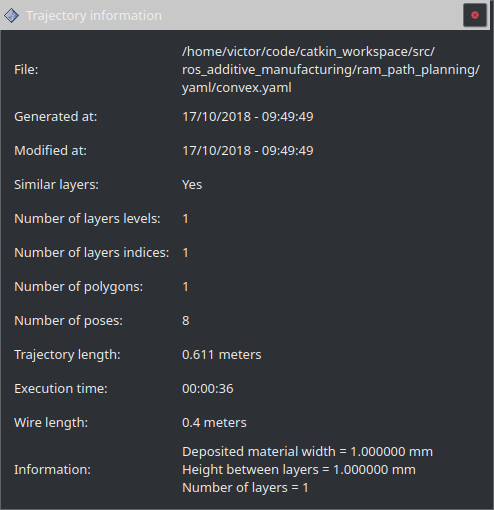 Trajectory information
/home/victor/code/catkin_workspace/src/
File: ros_additive_manufacturing/ram_path_planning/
yaml/convex.yaml
Generated at: 17/10/2018 - 09:49:49
Modified at: 17/10/2018 - 09:49:49
Similar layers: Yes
Number of layers levels: 1
Number of layers indices: 1
Number of polygons: 1
Number of poses: 8
Trajectory length: 0.611 meters
Execution time: 00:00:36
Wire length: 0.4 meters
Deposited material width = 1.000000 mm
Information: Height between layers = 1.000000 mm
Number of layers = 1